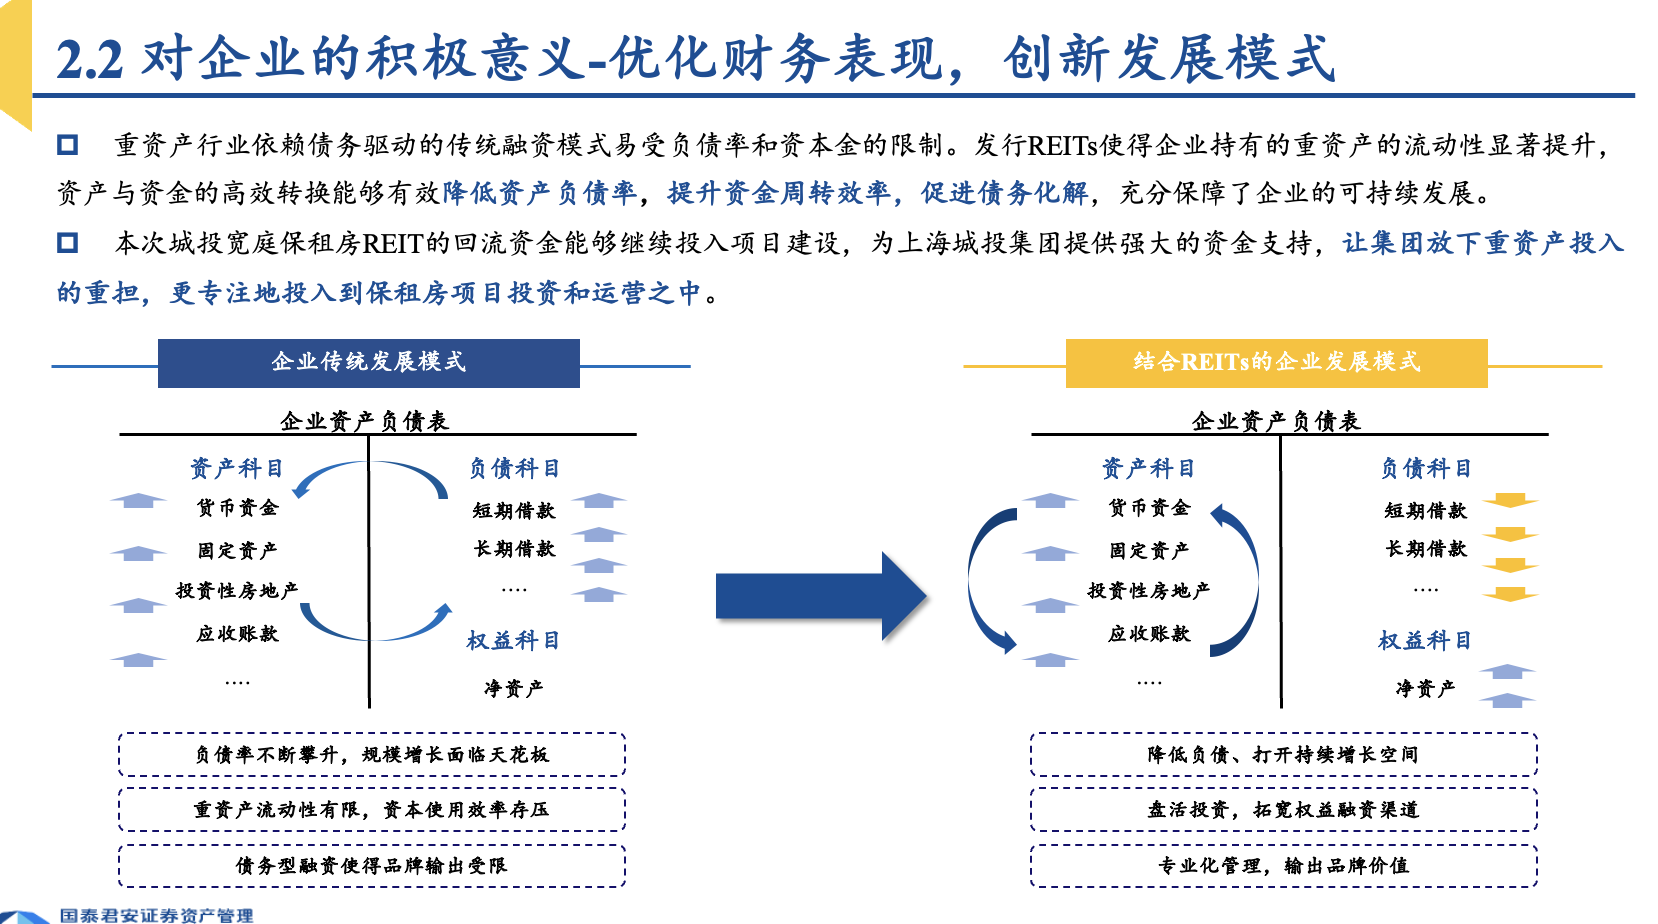 2.2 对企业的积极意义-优化财务表现，创新发展模式
重资产行业依赖债务驱动的传统融资模式易受负债率和资本金的限制。发行REITs使得企业持有的重资产的流动性显著提升，
资产与资金的高效转换能够有效降低资产负债率，提升资金周转效率，促进债务化解，充分保障了企业的可持续发展。
本次城投宽庭保租房REIT的回流资金能够继续投入项目建设，为上海城投集团提供强大的资金支持，让集团放下重资产投入
的重担，更专注地投入到保租房项目投资和运营之中。
企业传统发展模式
企业资产负债表
资产科目
货币资金
固定资产
投资性房地产
应收账款
....
负债科目
短期借款
长期借款
....
权益科目
净资产
负债率不断攀升，规模增长面临天花板
重资产流动性有限，资本使用效率存压
债务型融资使得品牌输出受限
结合REITs的企业发展模式
企业资产负债表
资产科目
货币资金
固定资产
投资性房地产
应收账款
....
负债科目
短期借款
长期借款
....
权益科目
净资产
降低负债、打开持续增长空间
盘活投资，拓宽权益融资渠道
专业化管理，输出品牌价值
国泰君安证券资产管理